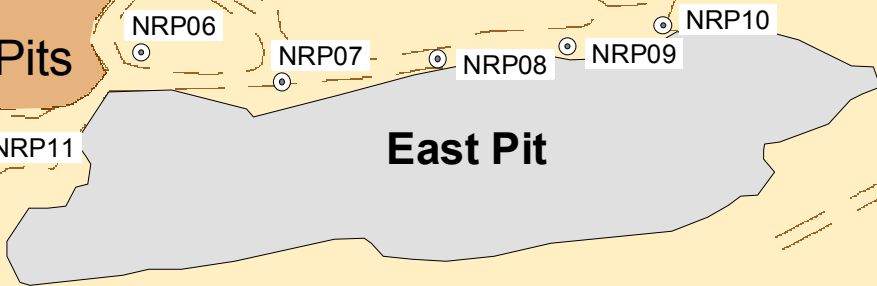 NRP10
NRP06
Pits
NRP07
NRP09
NRP08
East Pit
NRP11